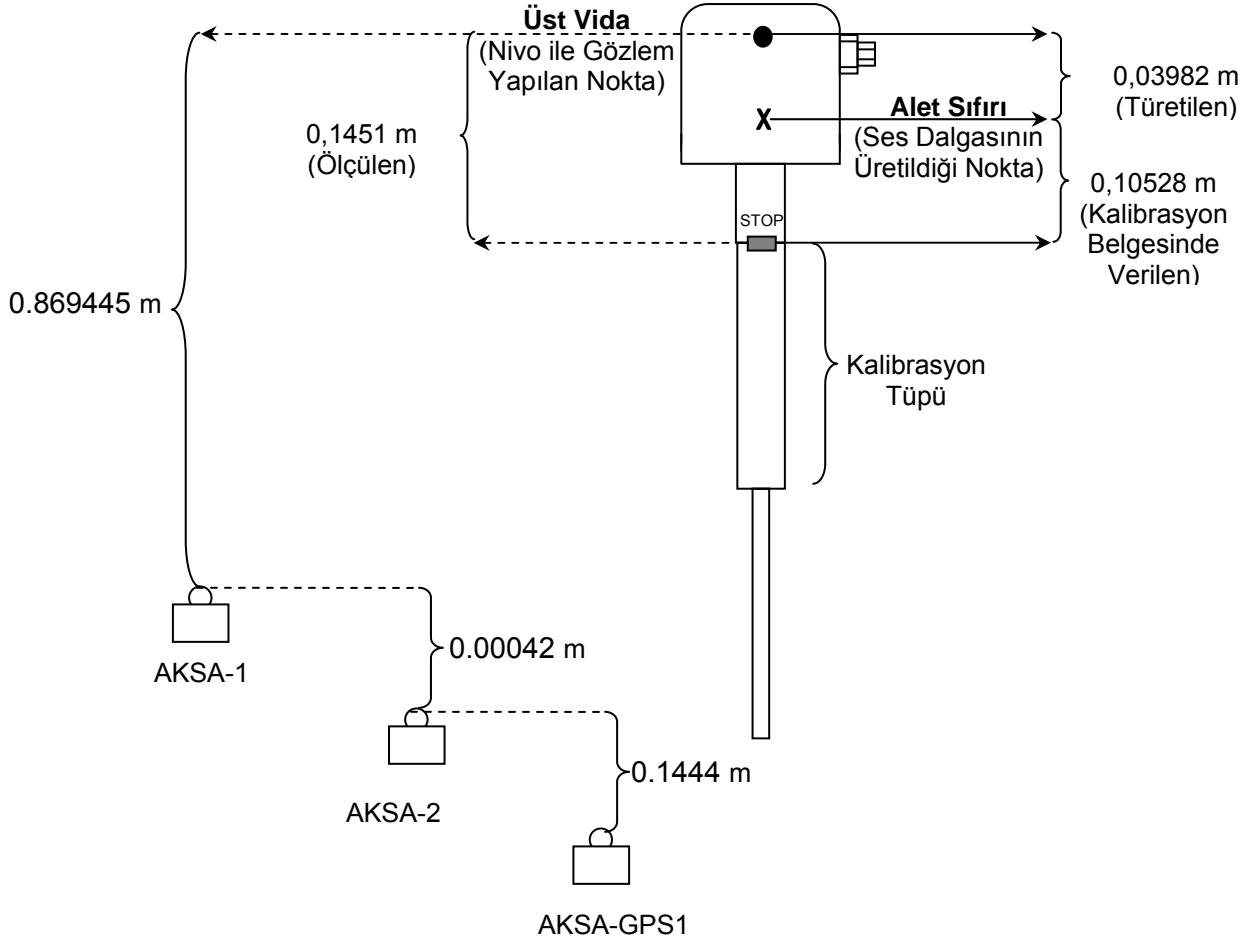 Üst Vida
(Nivo ile Gözlem
Yapılan Nokta)
0,03982 m
(Türetilen)
Alet Sıfırı
(Ses Dalgasının
Üretildiği Nokta)
0,1451 m
(Ölçülen)
0,10528 m
(Kalibrasyon
Belgesinde
Verilen)
STOP
X
0.869445 m
Kalibrasyon
Tüpü
0.00042 m
AKSA-1
0.1444 m
AKSA-2
AKSA-GPS1